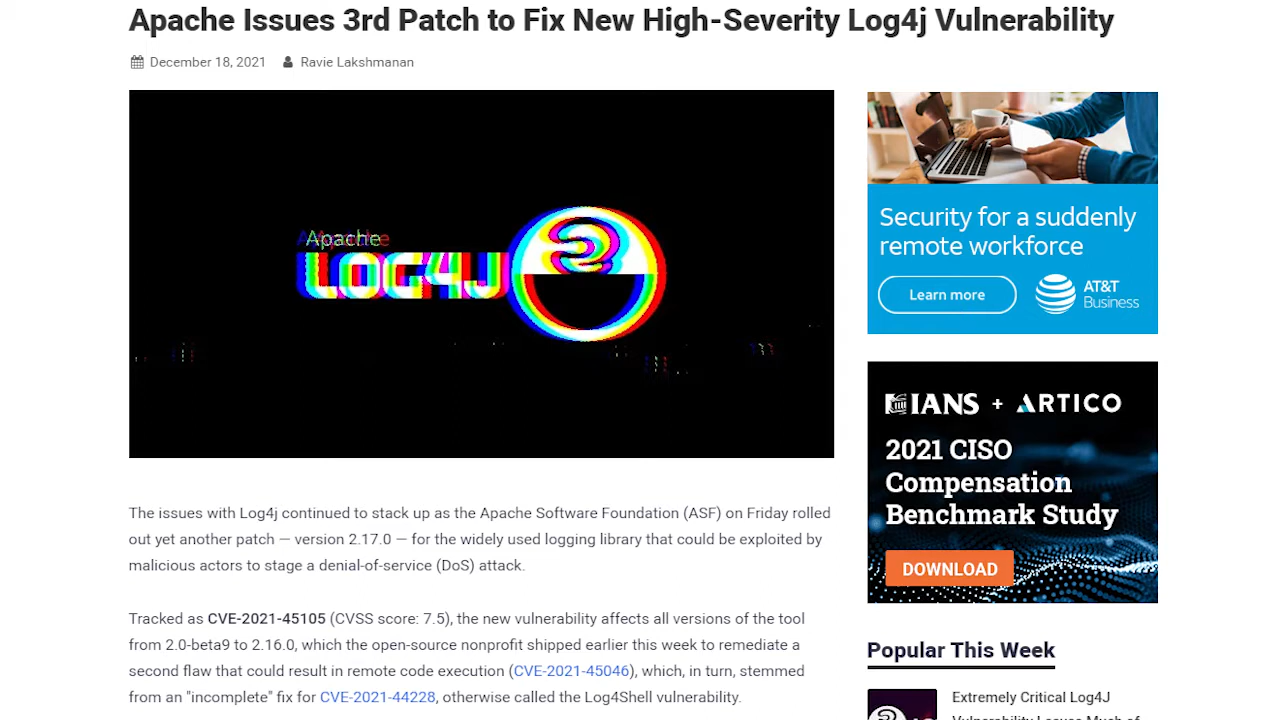 Apache Issues 3rd Patch to Fix New High-Severity Log4j Vulnerability
December 18, 2021 Ravie Lakshmanan
Apache
LOG4J
2
The issues with Log4j continued to stack up as the Apache Software Foundation (ASF) on Friday rolled
out yet another patch — version 2.17.0 — for the widely used logging library that could be exploited by
malicious actors to stage a denial-of-service (DoS) attack.
Tracked as CVE-2021-45105 (CVSS score: 7.5), the new vulnerability affects all versions of the tool
from 2.0-beta9 to 2.16.0, which the open-source nonprofit shipped earlier this week to remediate a
second flaw that could result in remote code execution (CVE-2021-45046), which, in turn, stemmed
from an "incomplete" fix for CVE-2021-44228, otherwise called the Log4Shell vulnerability.
Security for a suddenly
remote workforce
Learn more
AT&T
Business
IANS + ARTICO
2021 CISO
Compensation
Benchmark Study
DOWNLOAD
Popular This Week
Extremely Critical Log4J
Vulnerability Leaves Much of